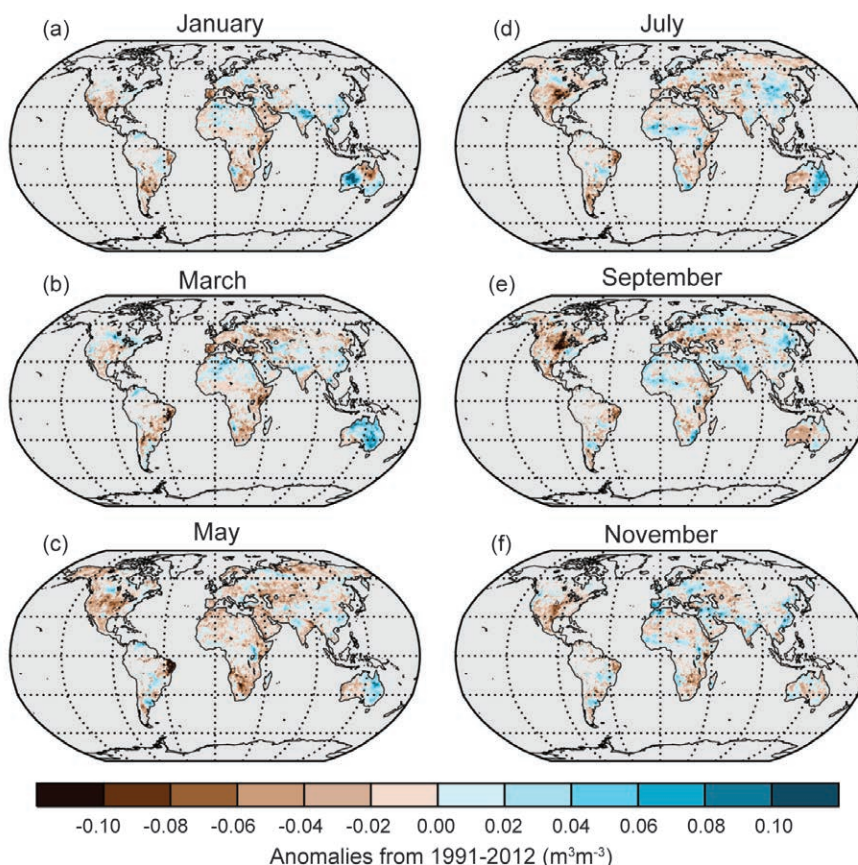 (a) January
(d) July
(b) March
(e) September
(c) May
(f) November
-0.10 -0.08 -0.06 -0.04 -0.02 0.00 0.02 0.04 0.06 0.08 0.10
Anomalies from 1991-2012 (m³m⁻³)